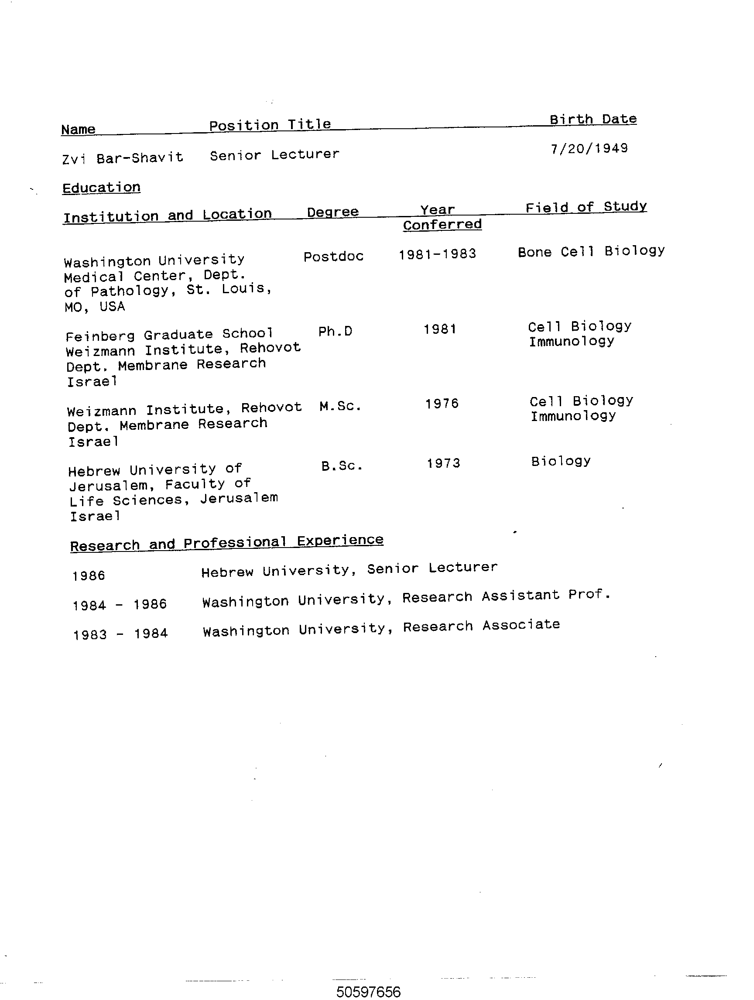 Name Position Title Birth Date
Zvi Bar-Shavit Senior Lecturer 7/20/1949
Education
Institution and Location Degree Year Conferred Field of Study
Washington University Postdoc 1981-1983 Bone Cell Biology
Medical Center, Dept.
of Pathology, St. Louis,
MO, USA
Feinberg Graduate School Ph.D 1981 Cell Biology
Weizmann Institute, Rehovot Immunology
Dept. Membrane Research
Israel
Weizmann Institute, Rehovot M.Sc. 1976 Cell Biology
Dept. Membrane Research Immunology
Israel
Hebrew University of B.Sc. 1973 Biology
Jerusalem, Faculty of
Life Sciences, Jerusalem
Israel
Research and Professional Experience
1986 Hebrew University, Senior Lecturer
1984 - 1986 Washington University, Research Assistant Prof.
1983 - 1984 Washington University, Research Associate
50597656